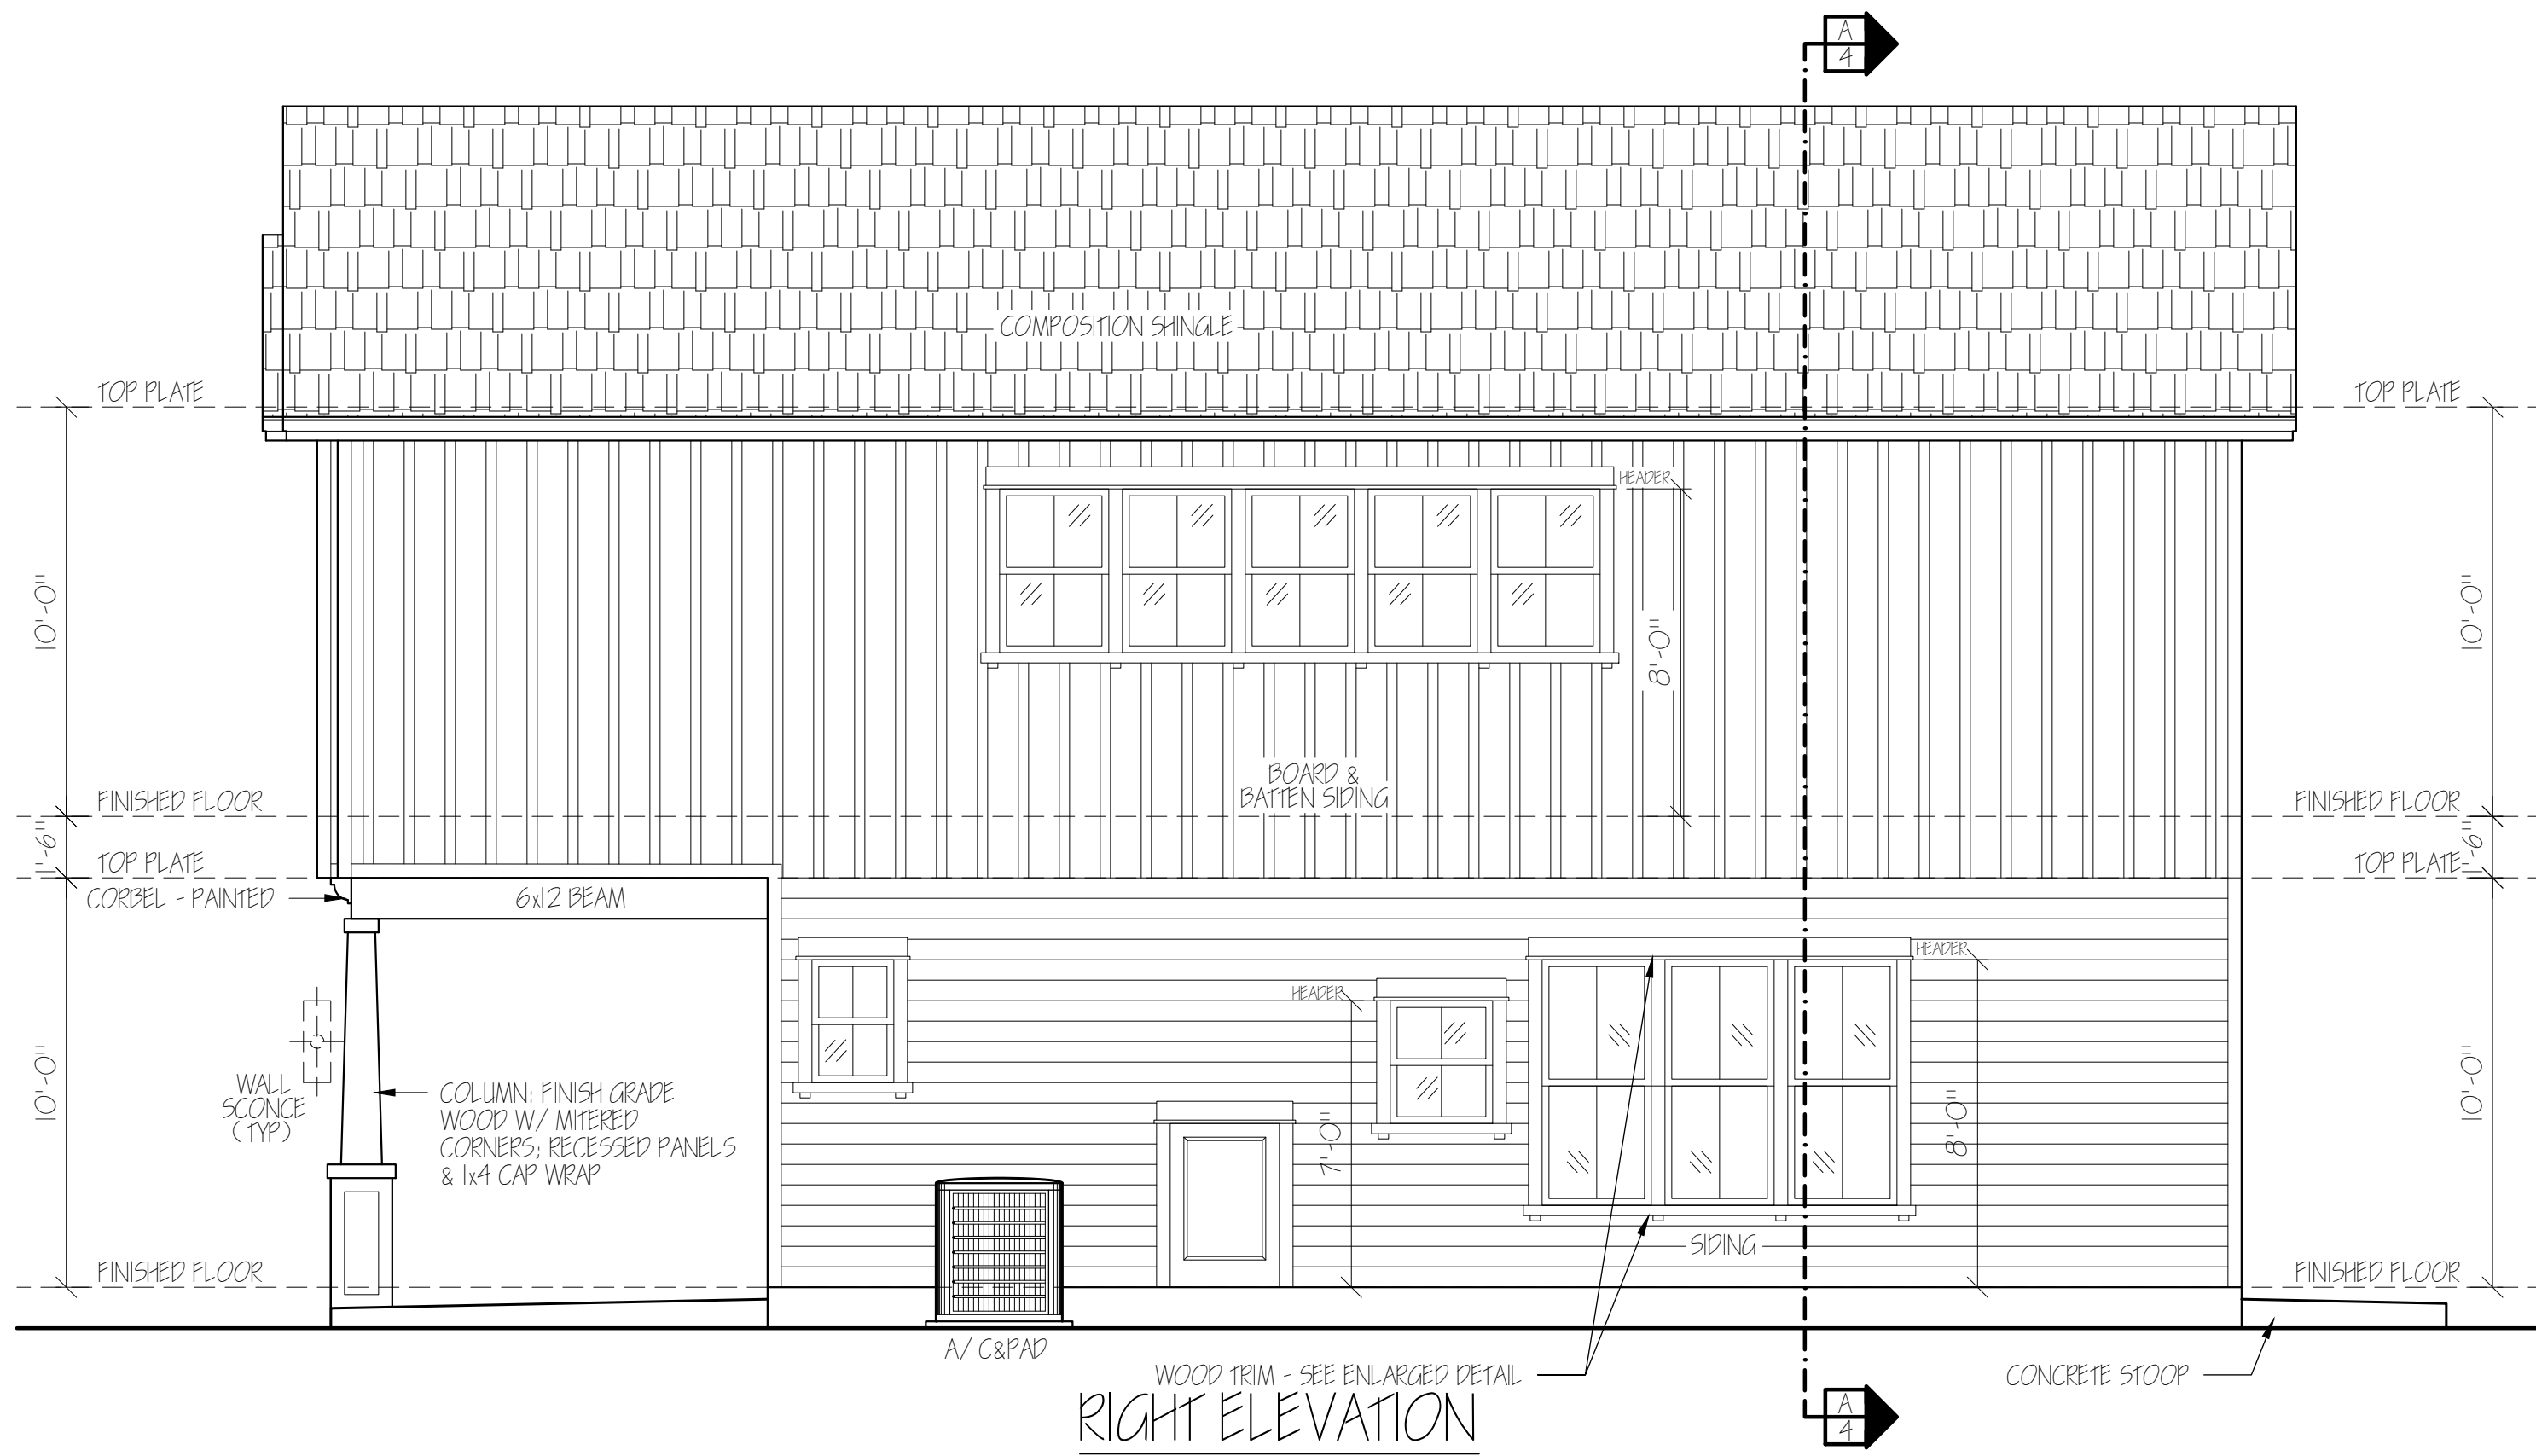 A
4
COMPOSITION SHINGLE
TOP PLATE
TOP PLATE
HEADER
10'-0"
8'-0"
10'-0"
BOARD &
BATTEN SIDING
FINISHED FLOOR
FINISHED FLOOR
1'-6"
1'-6"
TOP PLATE
TOP PLATE
CORBEL - PAINTED
6x12 BEAM
HEADER
HEADER
10'-0"
WALL
SCONCE
(TYP)
COLUMN: FINISH GRADE
WOOD W/ MITERED
CORNERS; RECESSED PANELS
& 1x4 CAP WRAP
7'-0"
8'-0"
10'-0"
SIDING
FINISHED FLOOR
FINISHED FLOOR
A/C&PAD
WOOD TRIM - SEE ENLARGED DETAIL
CONCRETE STOOP
RIGHT ELEVATION
A
4